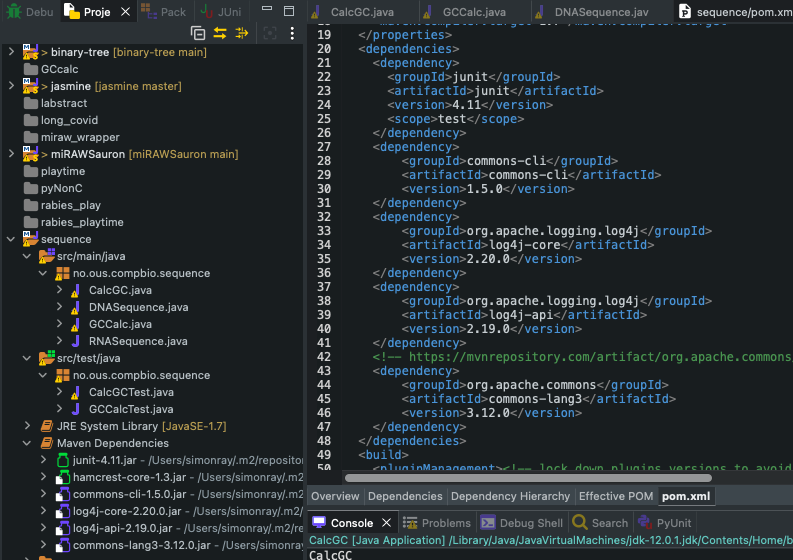 Debu Proje Pack JUni
CalcGC.java GCCalc.java DNASequence.jav sequence/pom.xm
> binary-tree [binary-tree main]
GCcalc
> jasmine [jasmine master]
labstract
long_covid
miraw_wrapper
> miRAWSauron [miRAWSauron main]
playtime
pyNonC
rabies_play
rabies_playtime
sequence
src/main/java
no.ous.compbio.sequence
CalcGC.java
DNASequence.java
GCCalc.java
RNASequence.java
src/test/java
no.ous.compbio.sequence
CalcGCTest.java
GCCalcTest.java
JRE System Library [JavaSE-1.7]
Maven Dependencies
junit-4.11.jar - /Users/simonray/.m2/repositor
hamcrest-core-1.3.jar - /Users/simonray/.m2
commons-cli-1.5.0.jar - /Users/simonray/.m2/
log4j-core-2.20.0.jar - /Users/simonray/.m2/
log4j-api-2.19.0.jar - /Users/simonray/.m2/re
commons-lang3-3.12.0.jar - /Users/simonray/
19 </properties>
20 <dependencies>
21 <dependency>
22 <groupId>junit</groupId>
23 <artifactId>junit</artifactId>
24 <version>4.11</version>
25 <scope>test</scope>
26 </dependency>
27 <dependency>
28 <groupId>commons-cli</groupId>
29 <artifactId>commons-cli</artifactId>
30 <version>1.5.0</version>
31 </dependency>
32 <dependency>
33 <groupId>org.apache.logging.log4j</groupId>
34 <artifactId>log4j-core</artifactId>
35 <version>2.20.0</version>
36 </dependency>
37 <dependency>
38 <groupId>org.apache.logging.log4j</groupId>
39 <artifactId>log4j-api</artifactId>
40 <version>2.19.0</version>
41 </dependency>
42 <!-- https://mvnrepository.com/artifact/org.apache.commons/
43 <dependency>
44 <groupId>org.apache.commons</groupId>
45 <artifactId>commons-lang3</artifactId>
46 <version>3.12.0</version>
47 </dependency>
48 </dependencies>
49 <build>
50 <pluginManagement><!-- lock down plugins versions to avoid
Overview Dependencies Dependency Hierarchy Effective POM pom.xml
Console Problems Debug Shell Search PyUnit
CalcGC [Java Application] /Library/Java/JavaVirtualMachines/jdk-12.0.1.jdk/Contents/Home/b
CalcGC